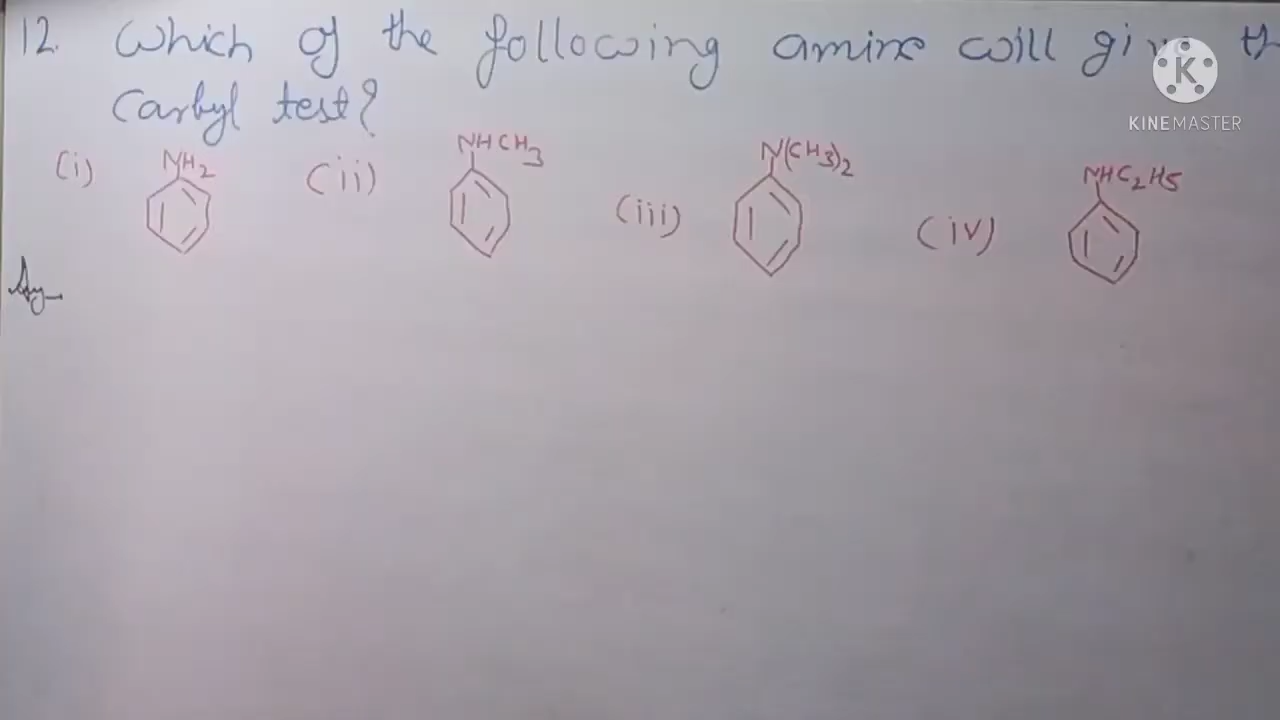 12. Which of the following amine will give th
Carbyl test?
(i) NH2 (ii) NHCH3 (iii) N(CH3)2 (iv) NHC2H5
K
KINEMASTER